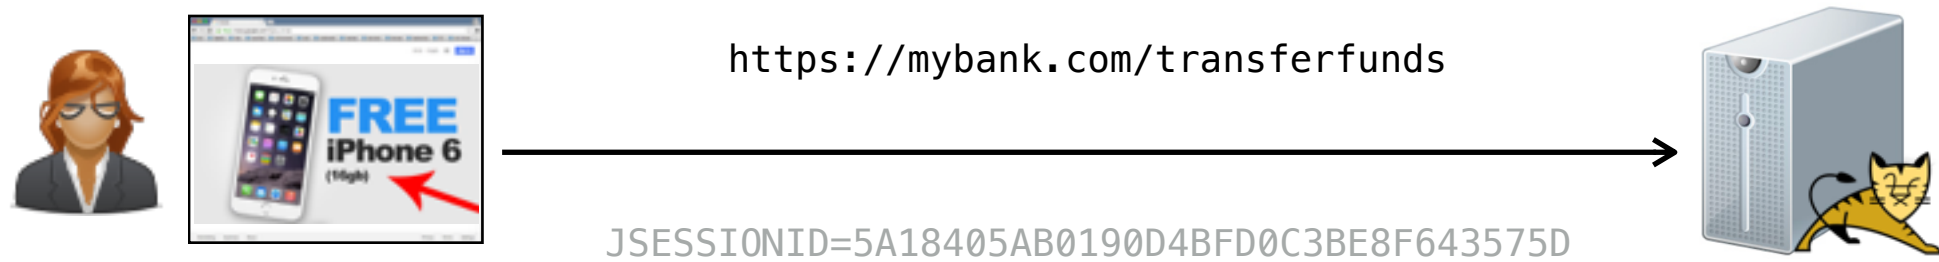 https://mybank.com/transferfunds
FREE
iPhone 6
(16gb)
JSESSIONID=5A18405AB0190D4BFD0C3BE8F643575D